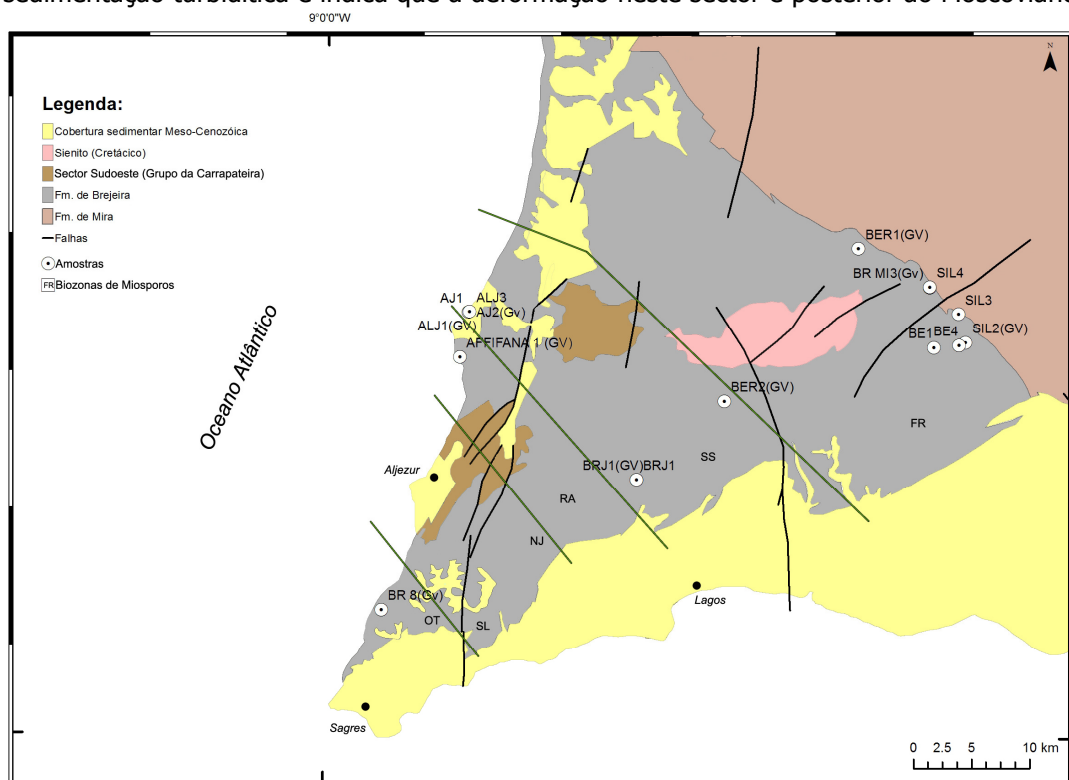 sedimentação turbidítica e indica que a deformação neste sector é posterior ao Moscoviano
9°0'0"W
N
Legenda:
Cobertura sedimentar Meso-Cenozóica
Sienito (Cretácico)
Sector Sudoeste (Grupo da Carrapateira)
Fm. de Brejeira
Fm. de Mira
Falhas
Amostras
FR Biozonas de Miosporos
BER1(GV)
BR MI3(Gv)
SIL4
SIL3
SIL2(GV)
BE1
BE4
AJ1
ALJ3
AJ2(Gv)
ALJ1(GV)
AFFIFANA 1 (GV)
Oceano Atlântico
BER2(GV)
FR
SS
BRJ1(GV)
BRJ1
Aljezur
RA
NJ
BR 8(Gv)
OT
SL
Lagos
Sagres
0 2.5 5 10 km